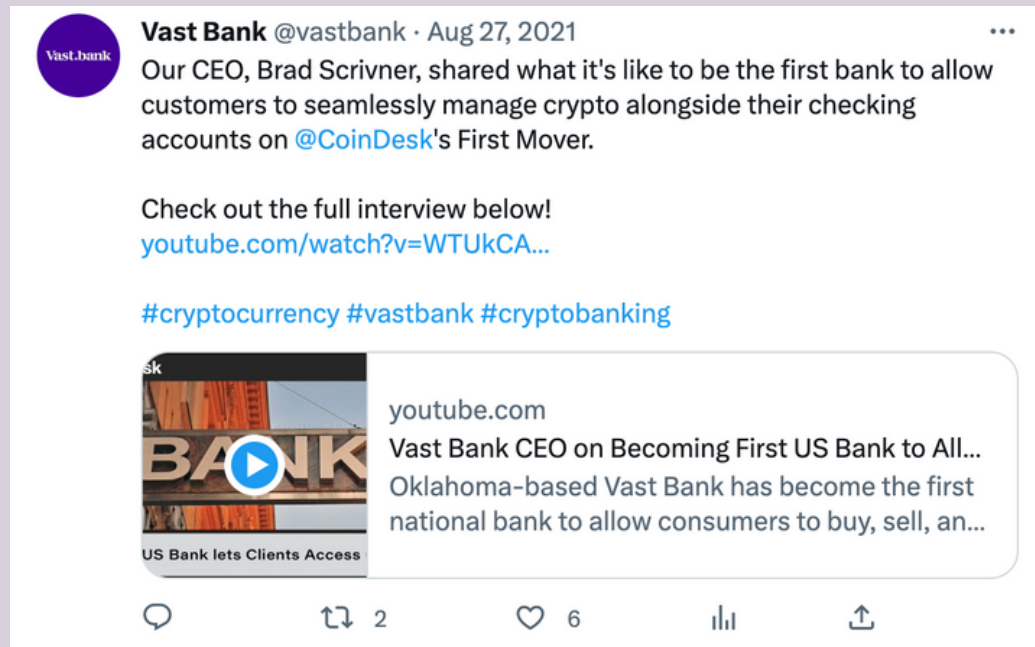 Vast.bank
Vast Bank @vastbank · Aug 27, 2021
Our CEO, Brad Scrivner, shared what it's like to be the first bank to allow
customers to seamlessly manage crypto alongside their checking
accounts on @CoinDesk's First Mover.
Check out the full interview below!
youtube.com/watch?v=WTUkCA...
#cryptocurrency #vastbank #cryptobanking
sk
BANK
US Bank lets Clients Access
youtube.com
Vast Bank CEO on Becoming First US Bank to All...
Oklahoma-based Vast Bank has become the first
national bank to allow consumers to buy, sell, an...
2
6